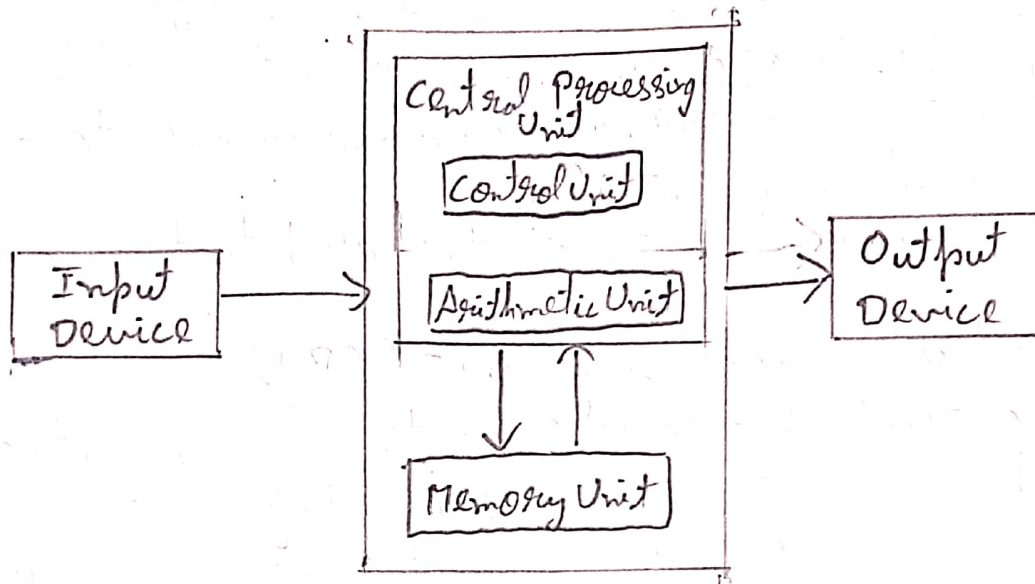 Central Processing
Unit
Control Unit
Input
Device
Arithmetic Unit
Output
Device
Memory Unit